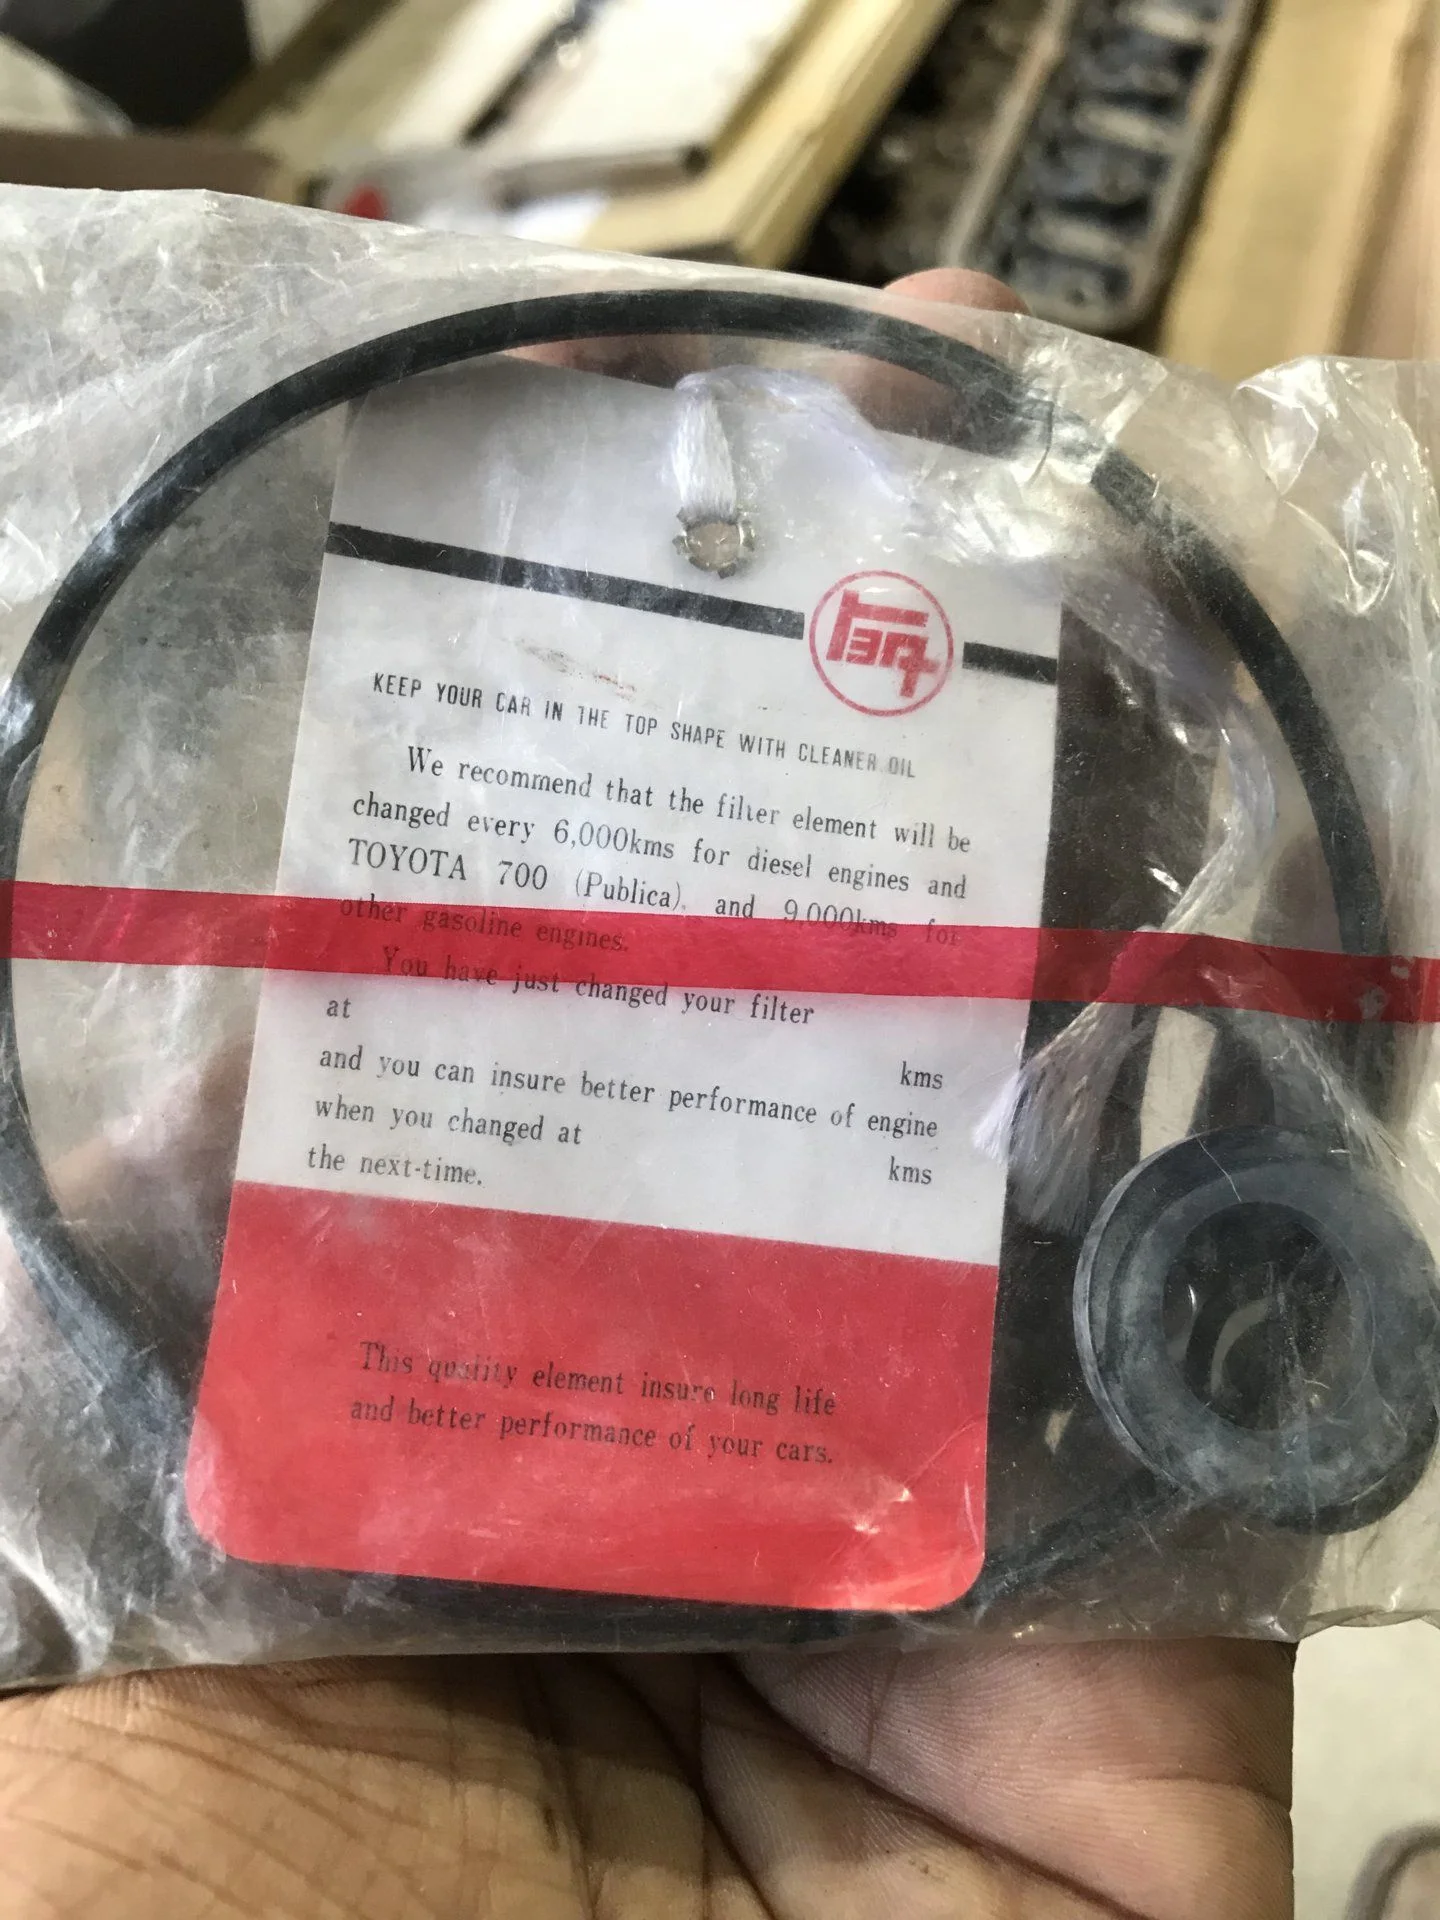 トヨタ
KEEP YOUR CAR IN THE TOP SHAPE WITH CLEANER OIL
We recommend that the filter element will be
changed every 6,000kms for diesel engines and
TOYOTA 700 (Publica), and 9,000kms for
other gasoline engines.
You have just changed your filter
at kms
and you can insure better performance of engine
when you changed at kms
the next-time.
This quality element insure long life
and better performance of your cars.